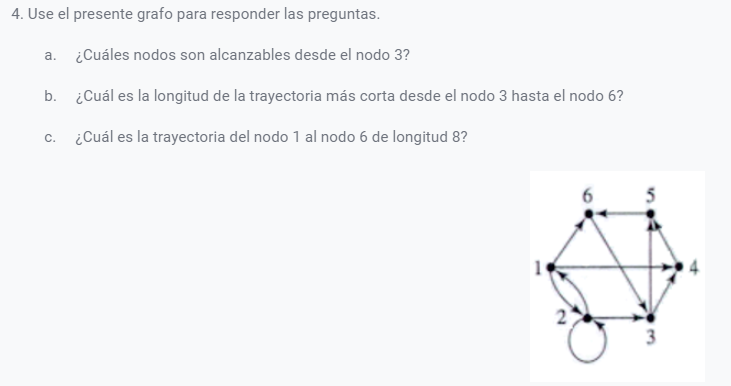 4. Use el presente grafo para responder las preguntas.
a. ¿Cuáles nodos son alcanzables desde el nodo 3?
b. ¿Cuál es la longitud de la trayectoria más corta desde el nodo 3 hasta el nodo 6?
c. ¿Cuál es la trayectoria del nodo 1 al nodo 6 de longitud 8?
6 5
1 4
2
3